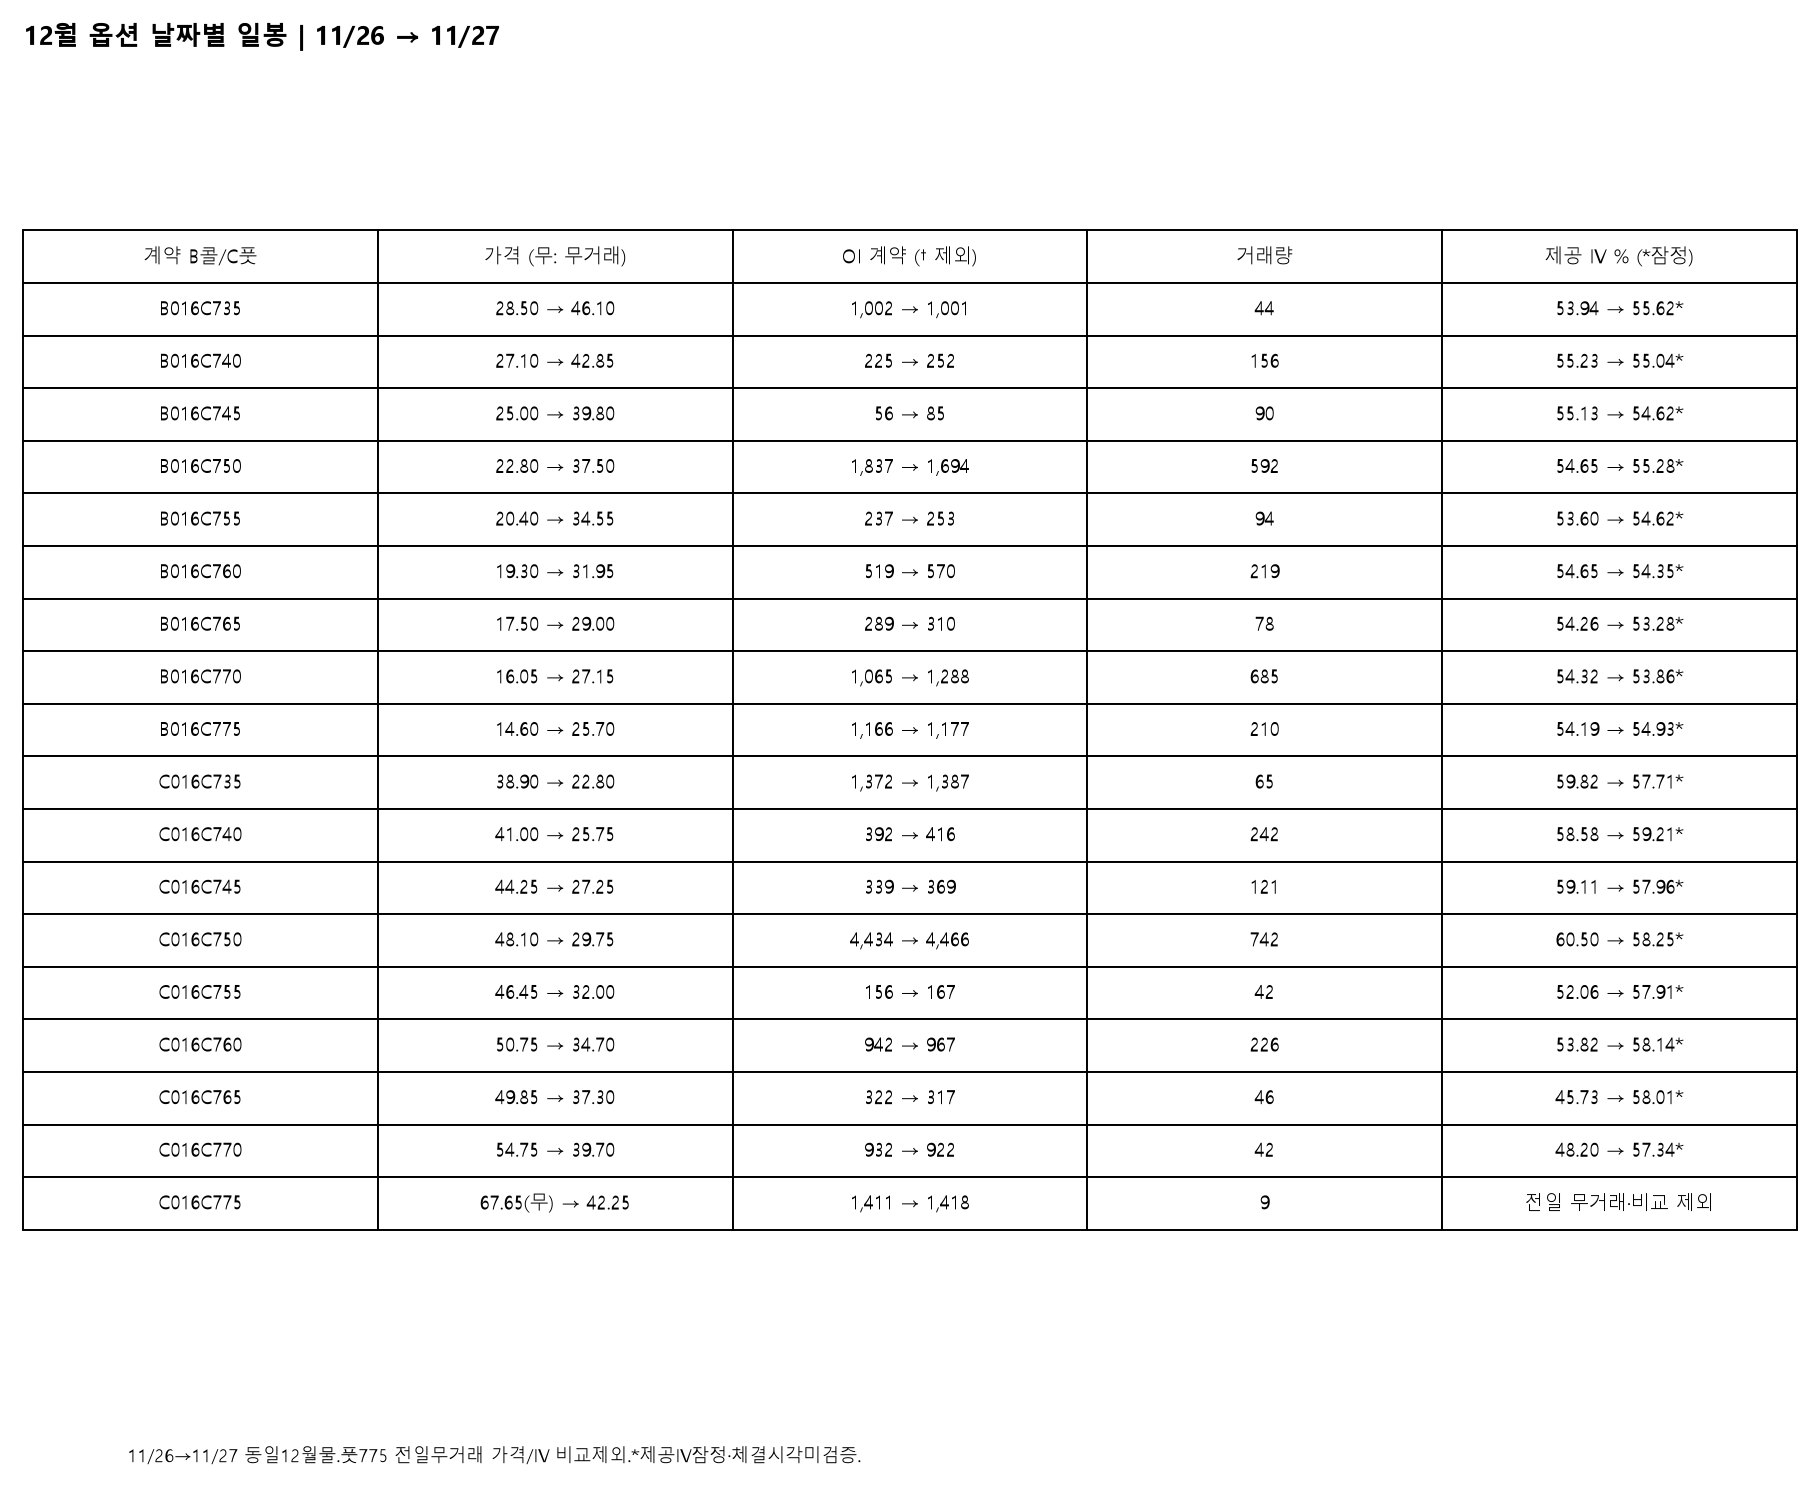 12월 옵션 날짜별 일봉 | 11/26 → 11/27
계약 B콜/C풋 가격 (무: 무거래) OI 계약 († 제외) 거래량 제공 IV % (*잠정)
B016C735 28.50 → 46.10 1,002 → 1,001 44 53.94 → 55.62*
B016C740 27.10 → 42.85 225 → 252 156 55.23 → 55.04*
B016C745 25.00 → 39.80 56 → 85 90 55.13 → 54.62*
B016C750 22.80 → 37.50 1,837 → 1,694 592 54.65 → 55.28*
B016C755 20.40 → 34.55 237 → 253 94 53.60 → 54.62*
B016C760 19.30 → 31.95 519 → 570 219 54.65 → 54.35*
B016C765 17.50 → 29.00 289 → 310 78 54.26 → 53.28*
B016C770 16.05 → 27.15 1,065 → 1,288 685 54.32 → 53.86*
B016C775 14.60 → 25.70 1,166 → 1,177 210 54.19 → 54.93*
C016C735 38.90 → 22.80 1,372 → 1,387 65 59.82 → 57.71*
C016C740 41.00 → 25.75 392 → 416 242 58.58 → 59.21*
C016C745 44.25 → 27.25 339 → 369 121 59.11 → 57.96*
C016C750 48.10 → 29.75 4,434 → 4,466 742 60.50 → 58.25*
C016C755 46.45 → 32.00 156 → 167 42 52.06 → 57.91*
C016C760 50.75 → 34.70 942 → 967 226 53.82 → 58.14*
C016C765 49.85 → 37.30 322 → 317 46 45.73 → 58.01*
C016C770 54.75 → 39.70 932 → 922 42 48.20 → 57.34*
C016C775 67.65(무) → 42.25 1,411 → 1,418 9 전일 무거래·비교 제외
11/26→11/27 동일12월물.풋775 전일무거래 가격/IV 비교제외.*제공IV잠정·체결시각미검증.